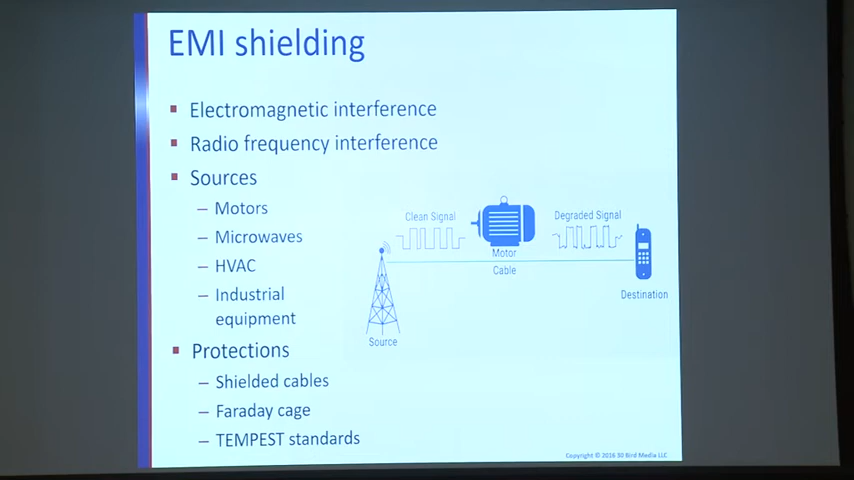 EMI shielding
▪ Electromagnetic interference
▪ Radio frequency interference
▪ Sources
– Motors
– Microwaves
– HVAC
– Industrial
equipment
▪ Protections
– Shielded cables
– Faraday cage
– TEMPEST standards
Clean Signal
Degraded Signal
Motor
Cable
Destination
Source
Copyright © 2016 30 Bird Media LLC